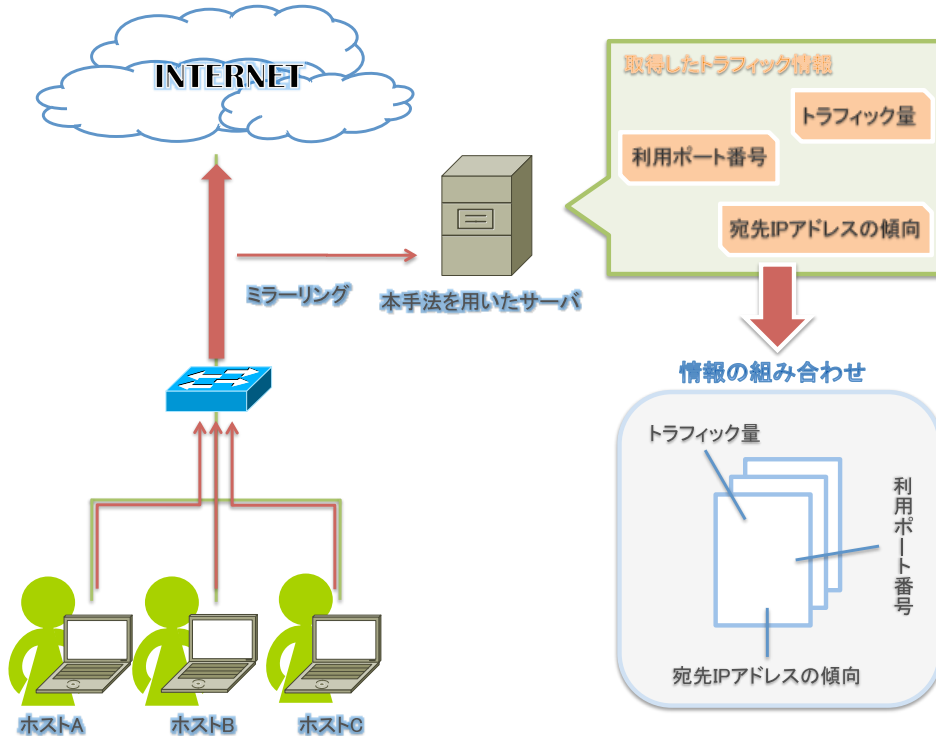 INTERNET
取得したトラフィック情報
トラフィック量
利用ポート番号
宛先IPアドレスの傾向
ミラーリング
本手法を用いたサーバ
情報の組み合わせ
トラフィック量
利用ポート番号
宛先IPアドレスの傾向
ホストA
ホストB
ホストC